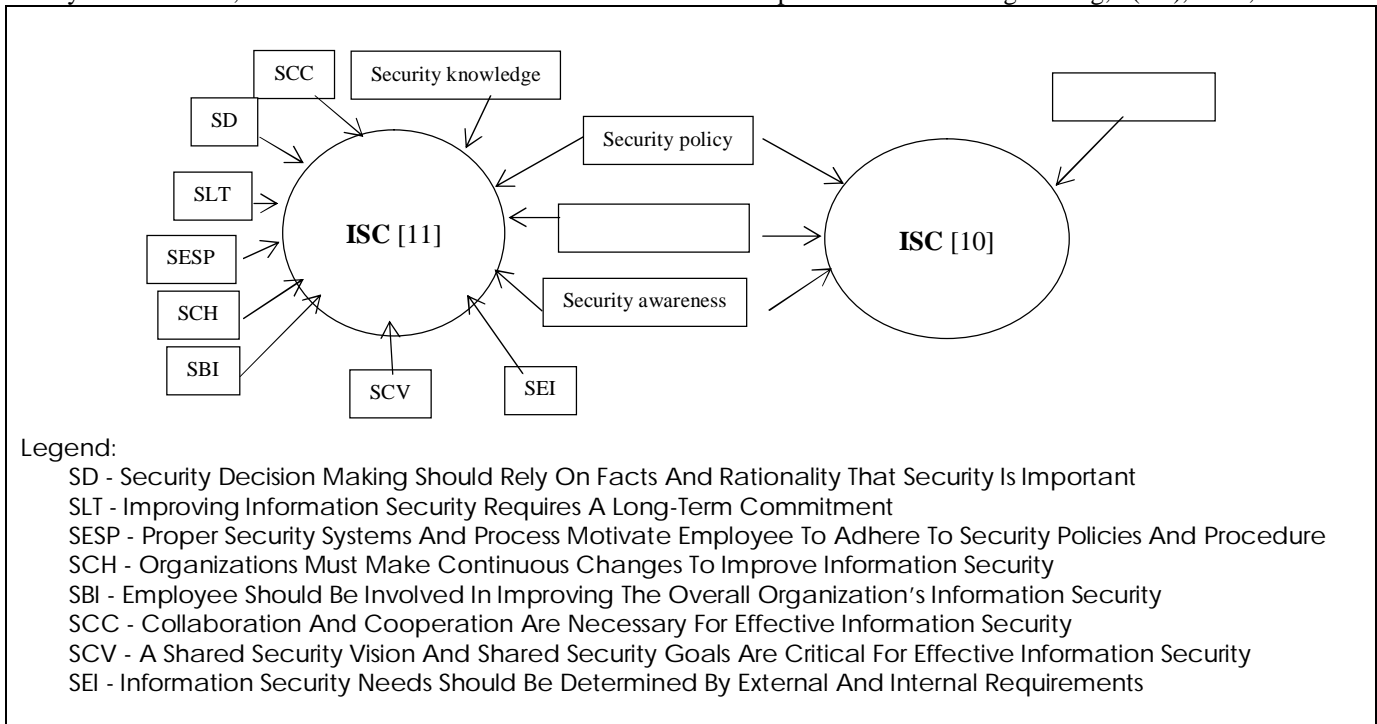 SCC
Security knowledge
SD
Security policy
SLT
ISC [11]
ISC [10]
SESP
Security awareness
SCH
SBI
SCV
SEI
Legend:
SD - Security Decision Making Should Rely On Facts And Rationality That Security Is Important
SLT - Improving Information Security Requires A Long-Term Commitment
SESP - Proper Security Systems And Process Motivate Employee To Adhere To Security Policies And Procedure
SCH - Organizations Must Make Continuous Changes To Improve Information Security
SBI - Employee Should Be Involved In Improving The Overall Organization's Information Security
SCC - Collaboration And Cooperation Are Necessary For Effective Information Security
SCV - A Shared Security Vision And Shared Security Goals Are Critical For Effective Information Security
SEI - Information Security Needs Should Be Determined By External And Internal Requirements